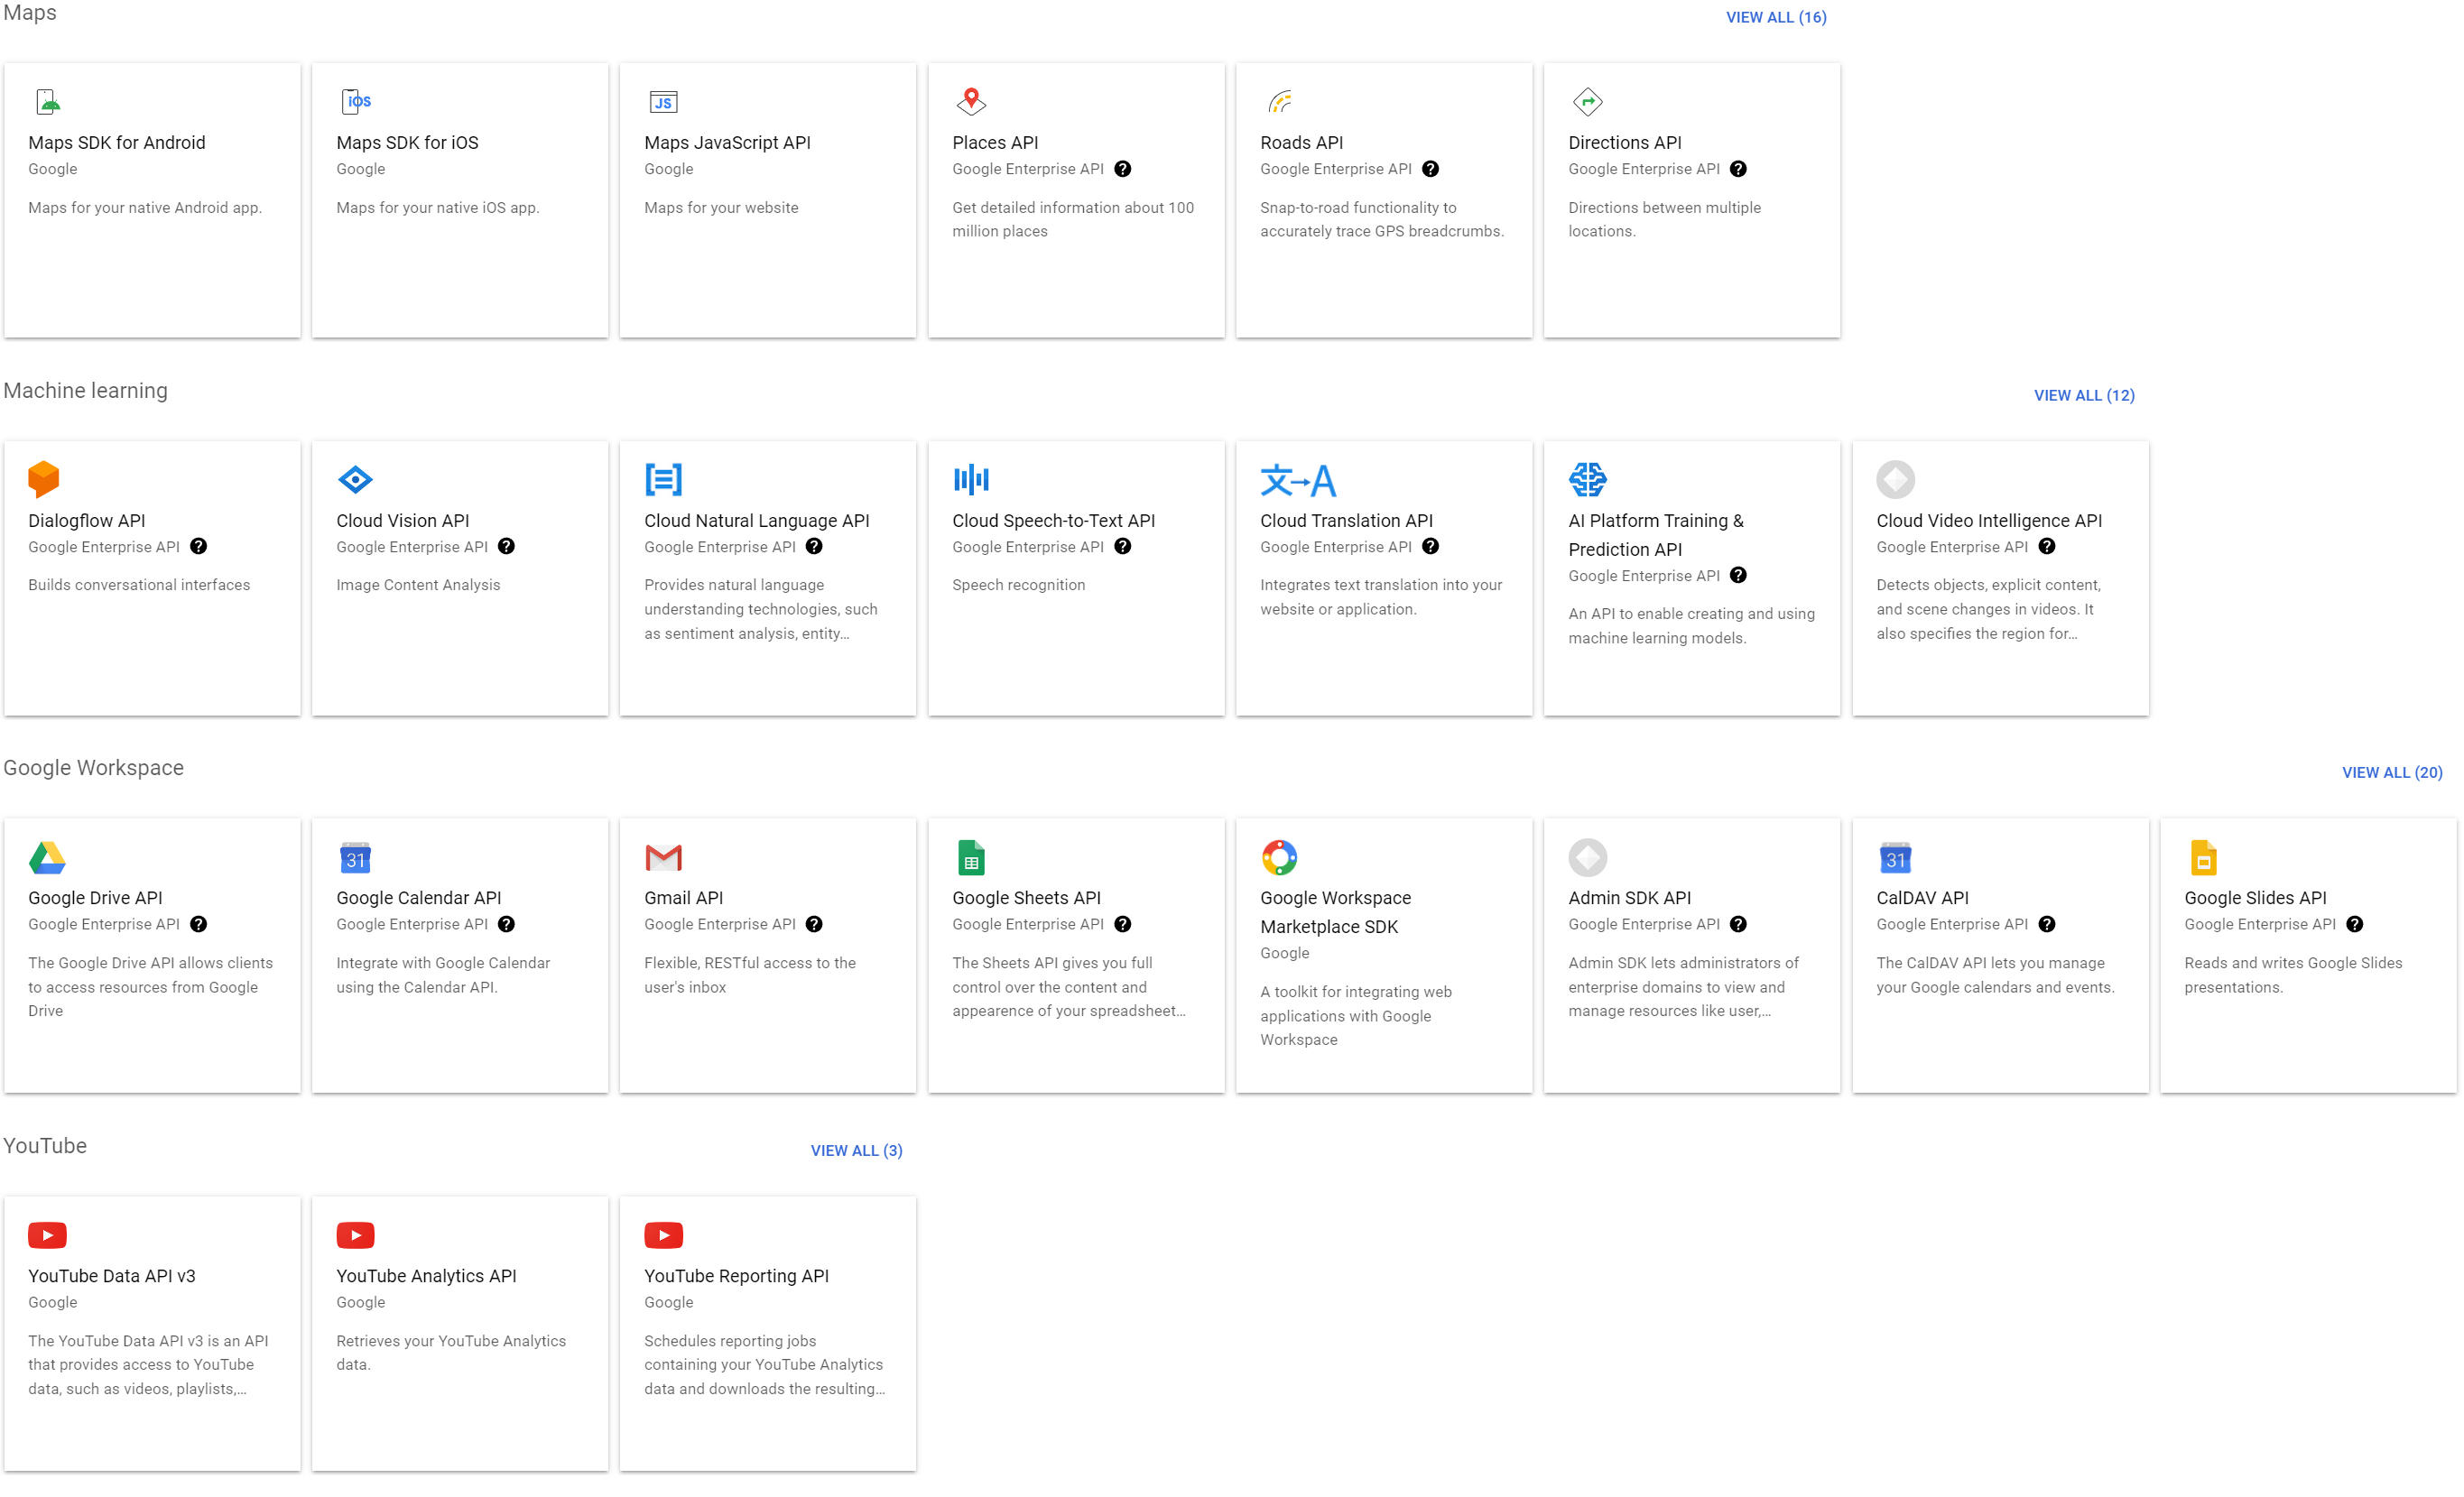 Maps
VIEW ALL (16)
iOS
JS
Maps SDK for Android
Google
Maps for your native Android app.
Maps SDK for iOS
Google
Maps for your native iOS app.
Maps JavaScript API
Google
Maps for your website
Places API
Google Enterprise API ?
Get detailed information about 100
million places
Roads API
Google Enterprise API ?
Snap-to-road functionality to
accurately trace GPS breadcrumbs.
Directions API
Google Enterprise API ?
Directions between multiple
locations.
Machine learning
VIEW ALL (12)
Dialogflow API
Google Enterprise API ?
Builds conversational interfaces
Cloud Vision API
Google Enterprise API ?
Image Content Analysis
Cloud Natural Language API
Google Enterprise API ?
Provides natural language
understanding technologies, such
as sentiment analysis, entity...
Cloud Speech-to-Text API
Google Enterprise API ?
Speech recognition
文→A
Cloud Translation API
Google Enterprise API ?
Integrates text translation into your
website or application.
AI Platform Training &
Prediction API
Google Enterprise API ?
An API to enable creating and using
machine learning models.
Cloud Video Intelligence API
Google Enterprise API ?
Detects objects, explicit content,
and scene changes in videos. It
also specifies the region for...
Google Workspace
VIEW ALL (20)
Google Drive API
Google Enterprise API ?
The Google Drive API allows clients
to access resources from Google
Drive
31
Google Calendar API
Google Enterprise API ?
Integrate with Google Calendar
using the Calendar API.
Gmail API
Google Enterprise API ?
Flexible, RESTful access to the
user's inbox
Google Sheets API
Google Enterprise API ?
The Sheets API gives you full
control over the content and
appearence of your spreadsheet...
Google Workspace
Marketplace SDK
Google
A toolkit for integrating web
applications with Google
Workspace
Admin SDK API
Google Enterprise API ?
Admin SDK lets administrators of
enterprise domains to view and
manage resources like user,...
31
CalDAV API
Google Enterprise API ?
The CalDAV API lets you manage
your Google calendars and events.
Google Slides API
Google Enterprise API ?
Reads and writes Google Slides
presentations.
YouTube
VIEW ALL (3)
YouTube Data API v3
Google
The YouTube Data API v3 is an API
that provides access to YouTube
data, such as videos, playlists,...
YouTube Analytics API
Google
Retrieves your YouTube Analytics
data.
YouTube Reporting API
Google
Schedules reporting jobs
containing your YouTube Analytics
data and downloads the resulting...